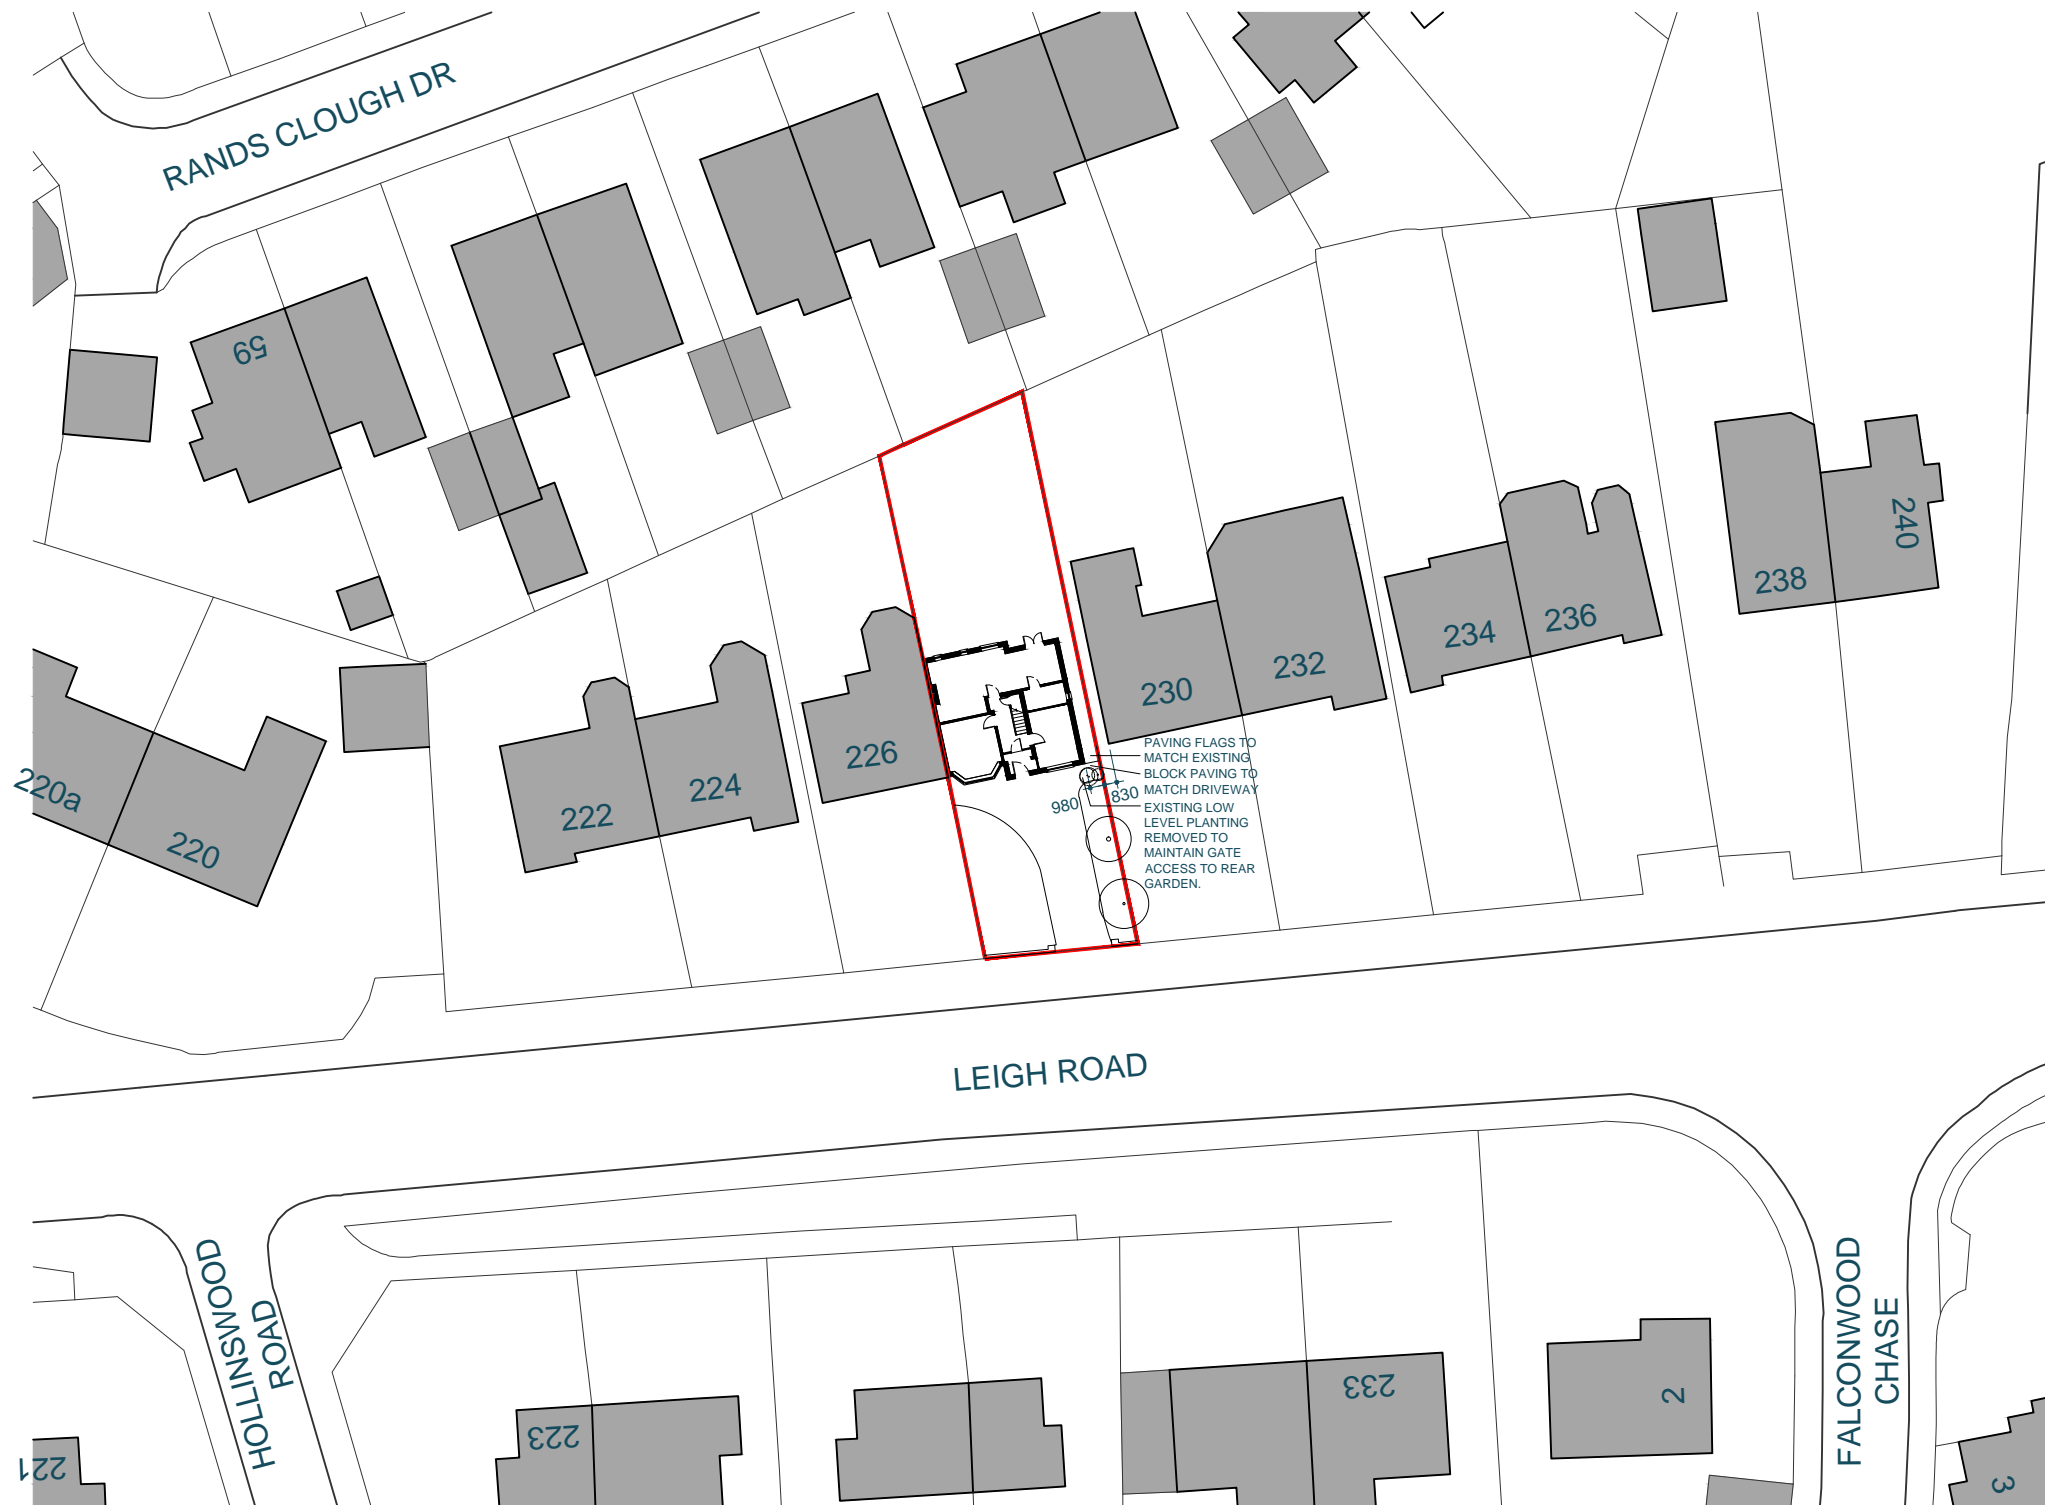 RANDS CLOUGH DR
59
240
238
236
234
232
230
226
224
222
220a
220
PAVING FLAGS TO
MATCH EXISTING
BLOCK PAVING TO
MATCH DRIVEWAY
EXISTING LOW
LEVEL PLANTING
REMOVED TO
MAINTAIN GATE
ACCESS TO REAR
GARDEN.
980
830
LEIGH ROAD
HOLLINSWOOD
ROAD
FALCONWOOD
CHASE
221
223
233
2
3